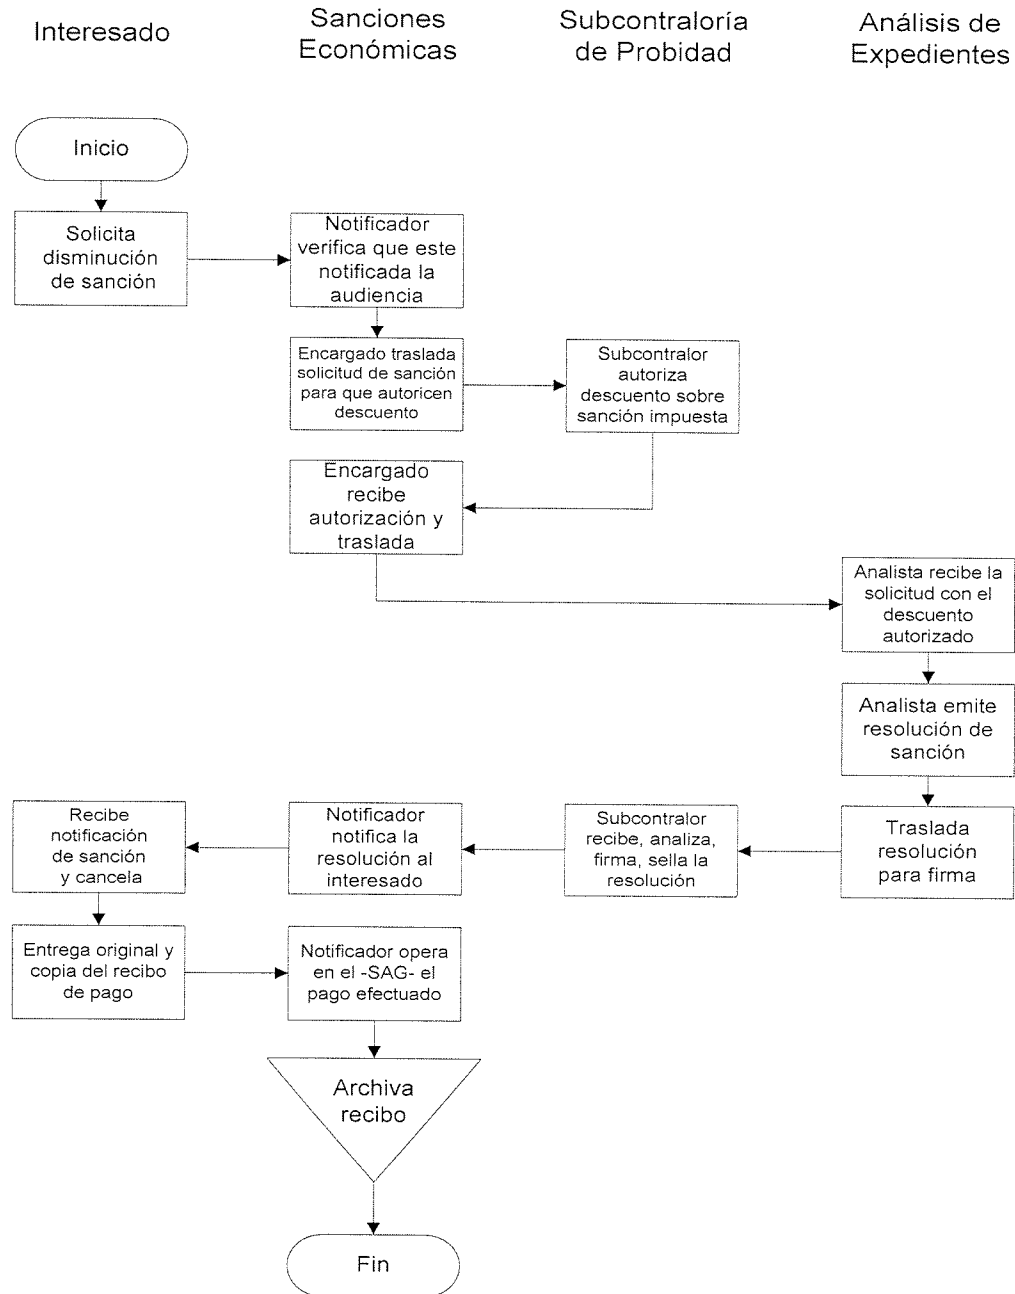 Interesado
Sanciones
Económicas
Subcontraloría
de Probidad
Análisis de
Expedientes
Inicio
Solicita
disminución
de sanción
Notificador
verifica que este
notificada la
audiencia
Encargado traslada
solicitud de sanción
para que autoricen
descuento
Subcontralor
autoriza
descuento sobre
sanción impuesta
Encargado
recibe
autorización y
traslada
Analista recibe la
solicitud con el
descuento
autorizado
Analista emite
resolución de
sanción
Traslada
resolución
para firma
Subcontralor
recibe, analiza,
firma, sella la
resolución
Notificador
notifica la
resolución al
interesado
Recibe
notificación
de sanción
y cancela
Entrega original y
copia del recibo
de pago
Notificador opera
en el -SAG- el
pago efectuado
Archiva
recibo
Fin